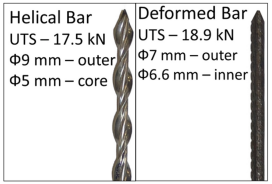 Helical Bar
UTS – 17.5 kN
Φ9 mm – outer
Φ5 mm – core
Deformed Bar
UTS – 18.9 kN
Φ7 mm – outer
Φ6.6 mm – inner